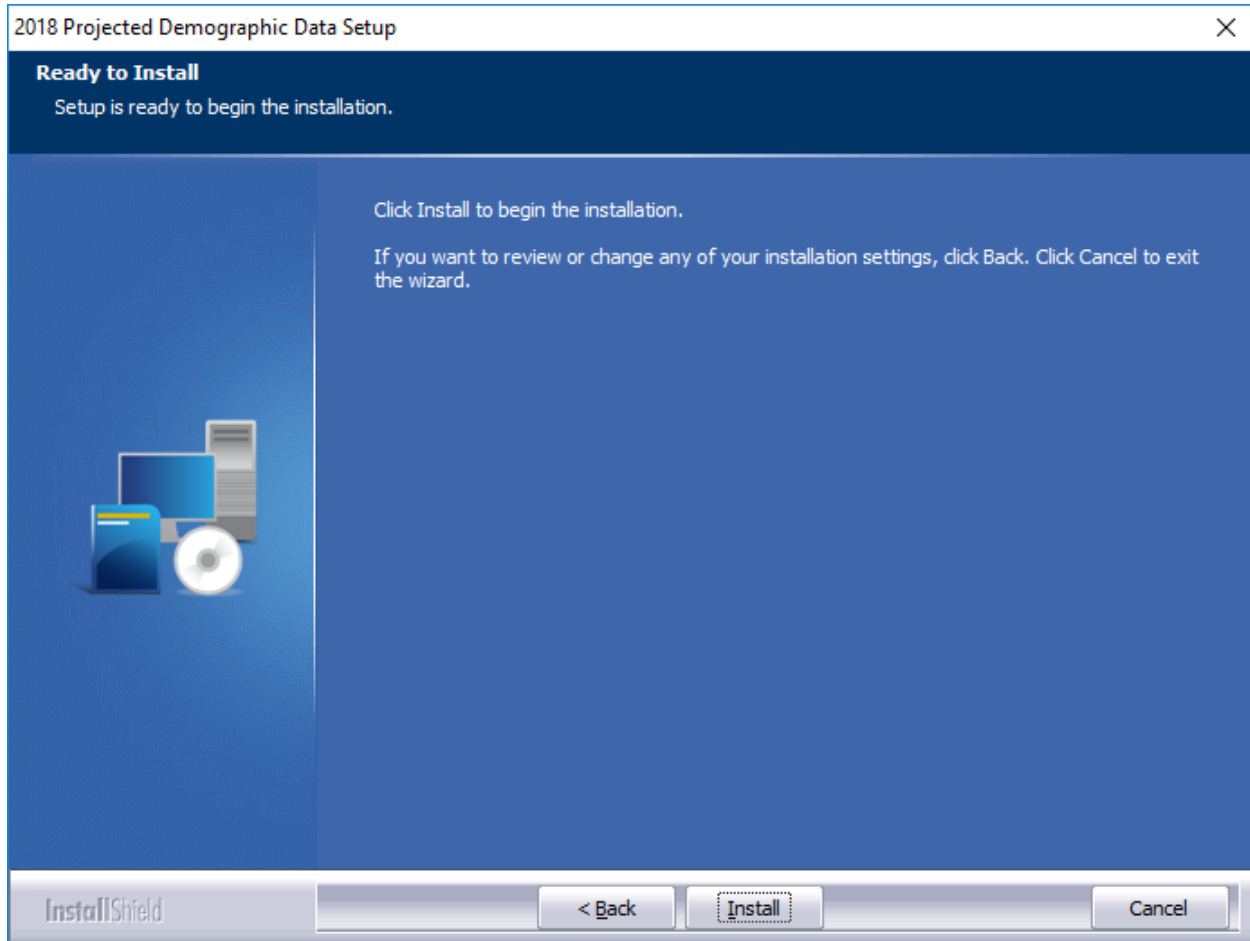 2018 Projected Demographic Data Setup
Ready to Install
Setup is ready to begin the installation.
Click Install to begin the installation.
If you want to review or change any of your installation settings, click Back. Click Cancel to exit
the wizard.
InstallShield
< Back
Install
Cancel